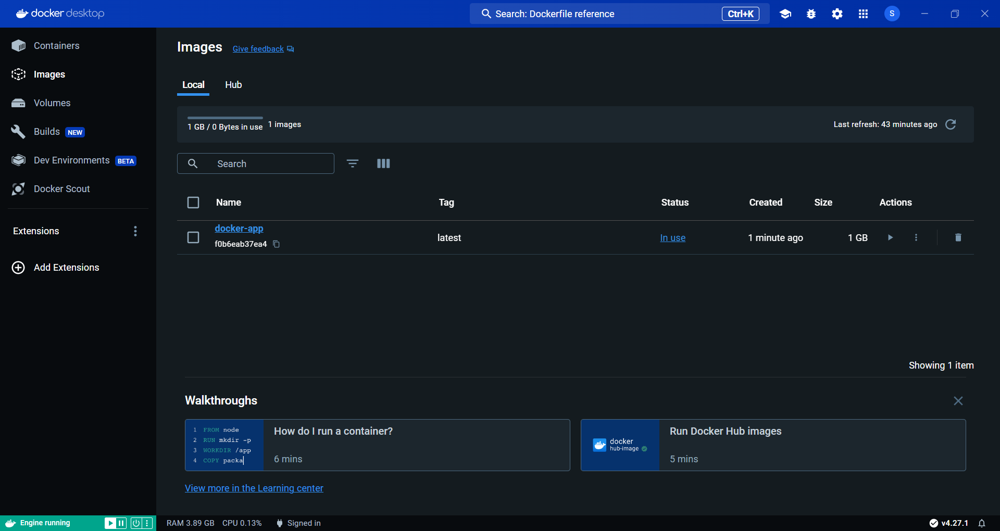 docker desktop
Search: Dockerfile reference
Ctrl+K
S
Containers
Images
Volumes
Builds NEW
Dev Environments BETA
Docker Scout
Extensions
Add Extensions
Images Give feedback
Local Hub
1 GB / 0 Bytes in use 1 images
Last refresh: 43 minutes ago
Search
Name Tag Status Created Size Actions
docker-app
f0b6eab37ea4
latest In use 1 minute ago 1 GB
Showing 1 item
Walkthroughs
1 FROM node
2 RUN mkdir -p
3 WORKDIR /app
4 COPY packa
How do I run a container?
6 mins
docker
hub-image
Run Docker Hub images
5 mins
View more in the Learning center
Engine running
RAM 3.89 GB CPU 0.13% Signed in
v4.27.1